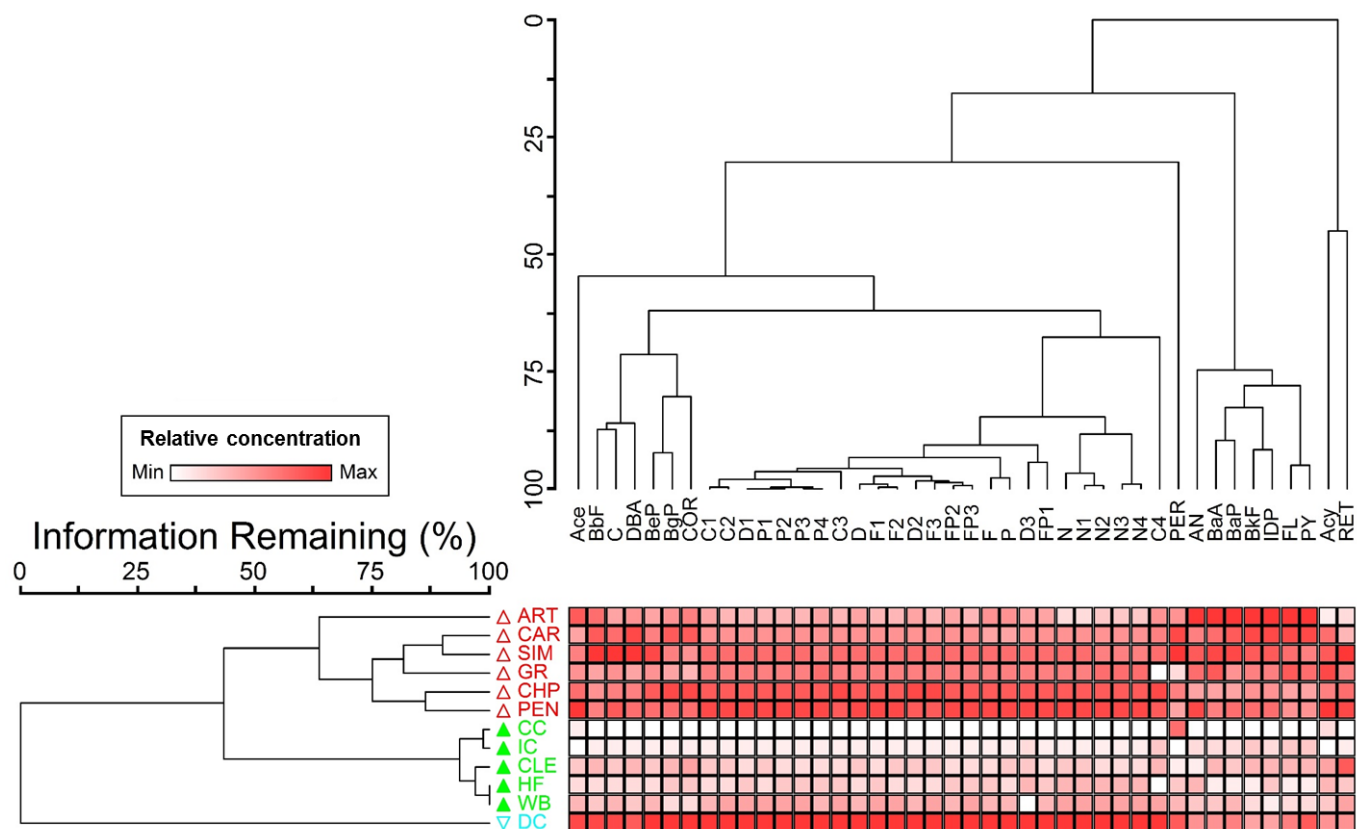 0
25
50
75
100
Relative concentration
Min Max
Ace BbF C DBA BeP BgP COR C1 C2 D1 P1 P2 P3 P4 C3 D F1 F2 D2 F3 FP2 FP3 F P D3 FP1 N N1 N2 N3 N4 C4 PER AN BaA BaP BkF IDP FL PY Acy RET
Information Remaining (%)
0 25 50 75 100
ART
CAR
SIM
GR
CHP
PEN
CC
IC
CLE
HF
WB
DC